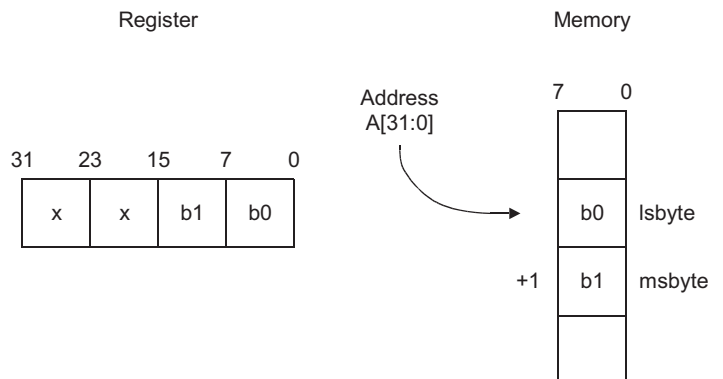 Register
Memory
7 0
Address
A[31:0]
31 23 15 7 0
x x b1 b0
b0 lsbyte
+1 b1 msbyte